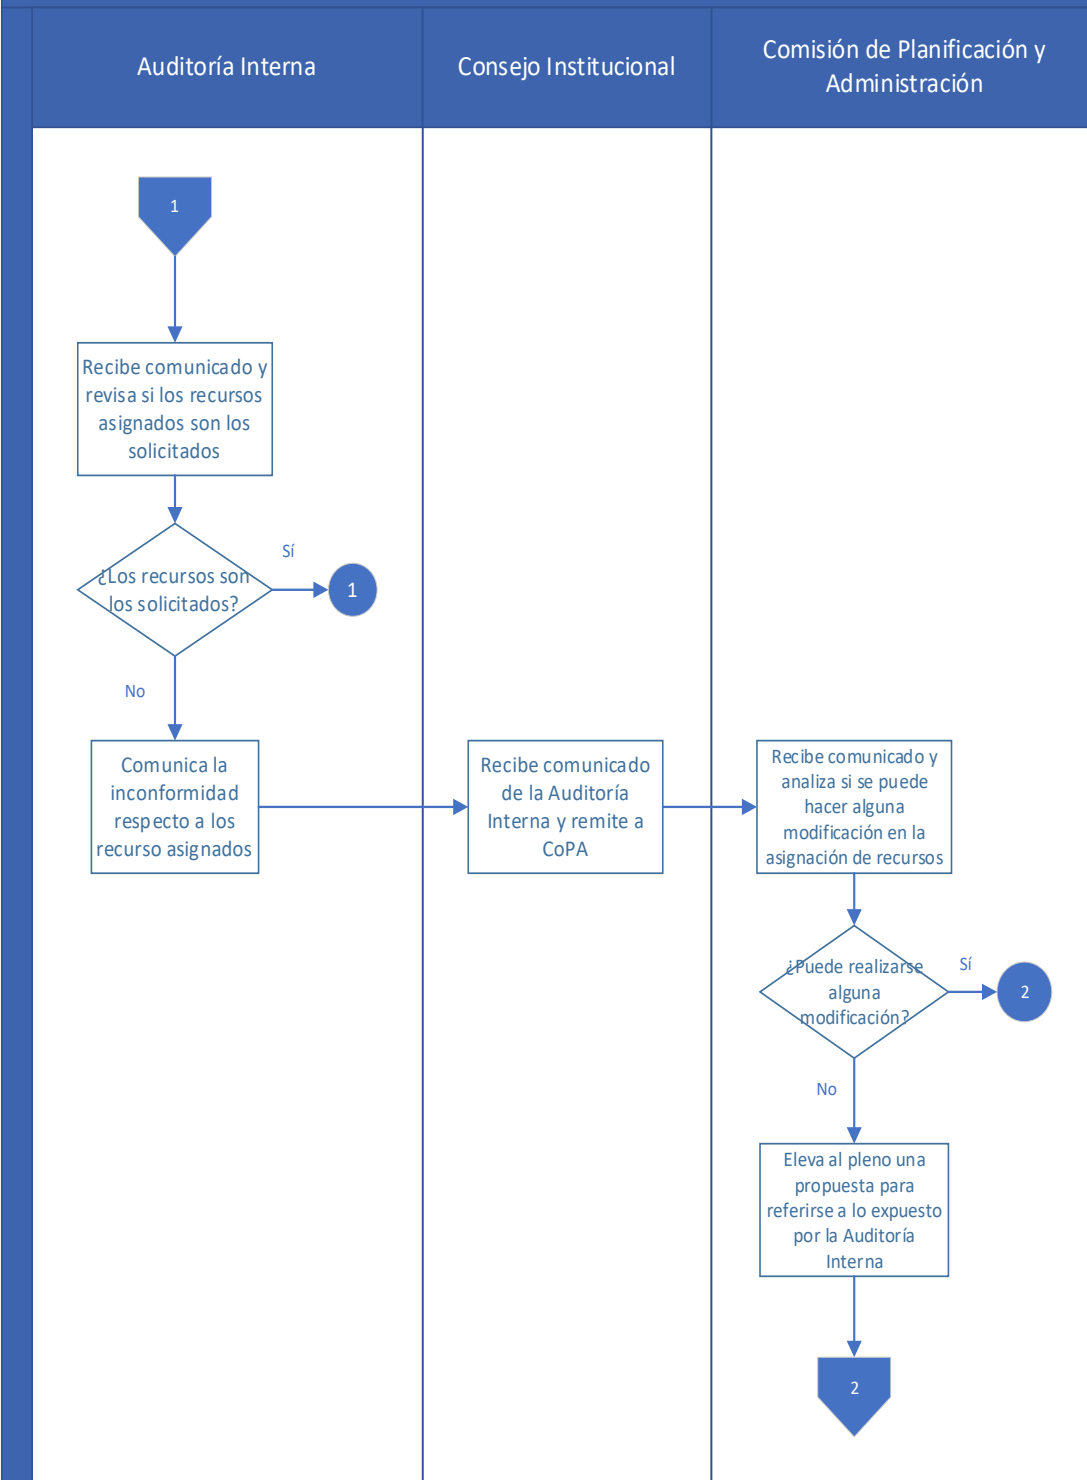 Auditoría Interna
Consejo Institucional
Comisión de Planificación y
Administración
1
Recibe comunicado y
revisa si los recursos
asignados son los
solicitados
¿Los recursos son
los solicitados?
Sí
1
No
Comunica la
inconformidad
respecto a los
recurso asignados
Recibe comunicado
de la Auditoría
Interna y remite a
CoPA
Recibe comunicado y
analiza si se puede
hacer alguna
modificación en la
asignación de recursos
¿Puede realizarse
alguna
modificación?
Sí
2
No
Eleva al pleno una
propuesta para
referirse a lo expuesto
por la Auditoría
Interna
2